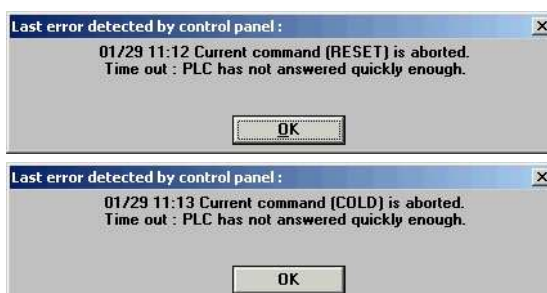 Last error detected by control panel :
01/29 11:12 Current command (RESET) is aborted.
Time out : PLC has not answered quickly enough.
OK
Last error detected by control panel :
01/29 11:13 Current command (COLD) is aborted.
Time out : PLC has not answered quickly enough.
OK